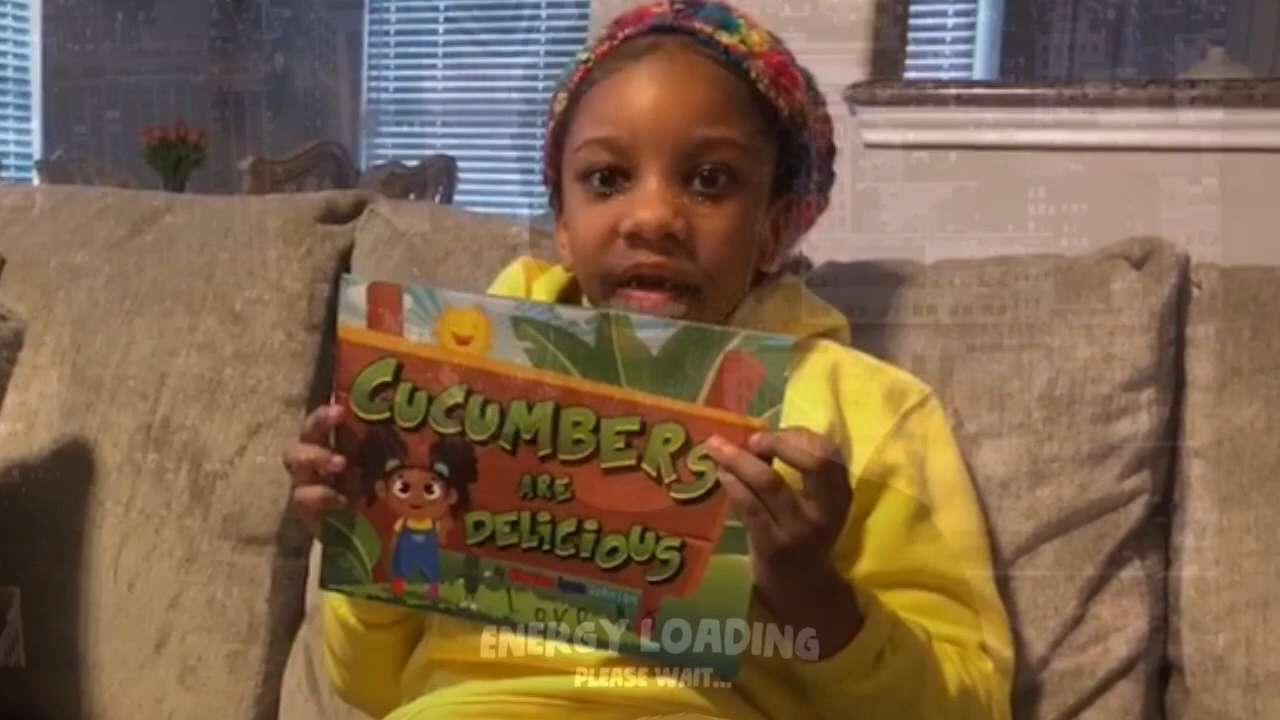 CUCUMBERS
ARE
DELICIOUS
ENERGY LOADING
PLEASE WAIT...